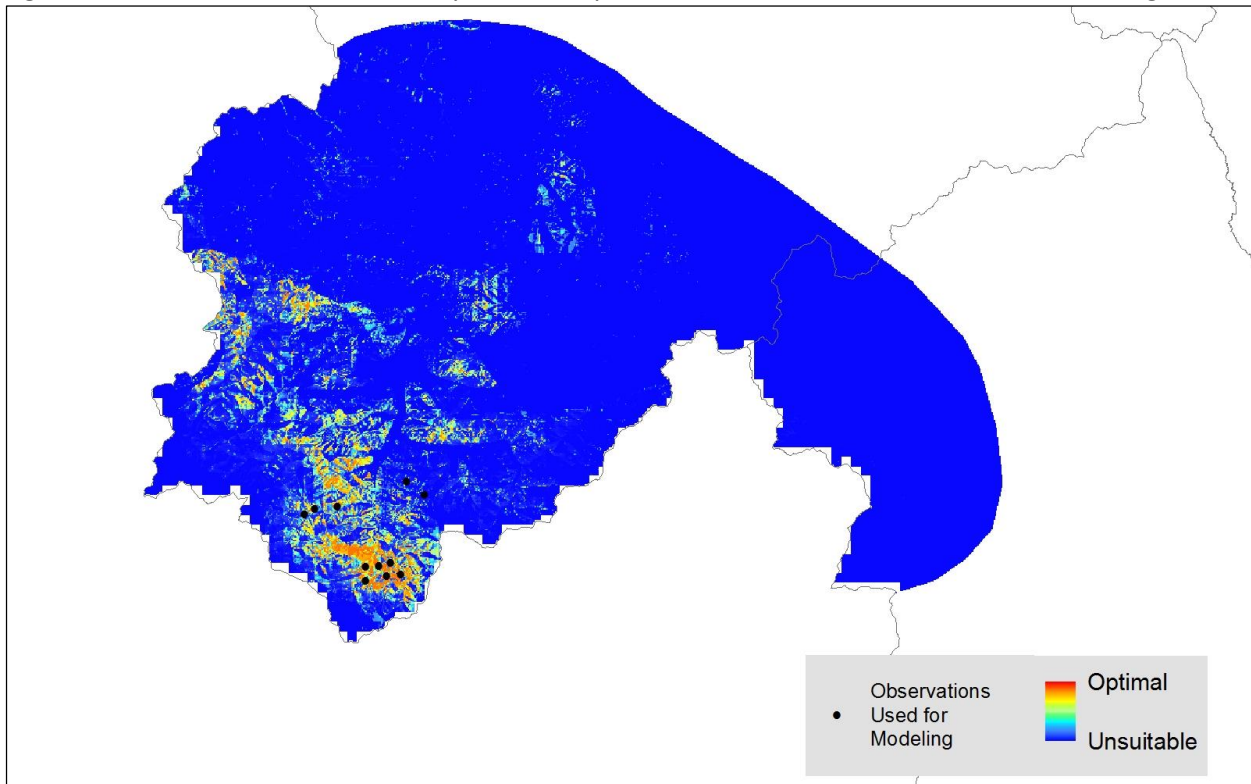 Observations
Used for
Modeling
Optimal
Unsuitable